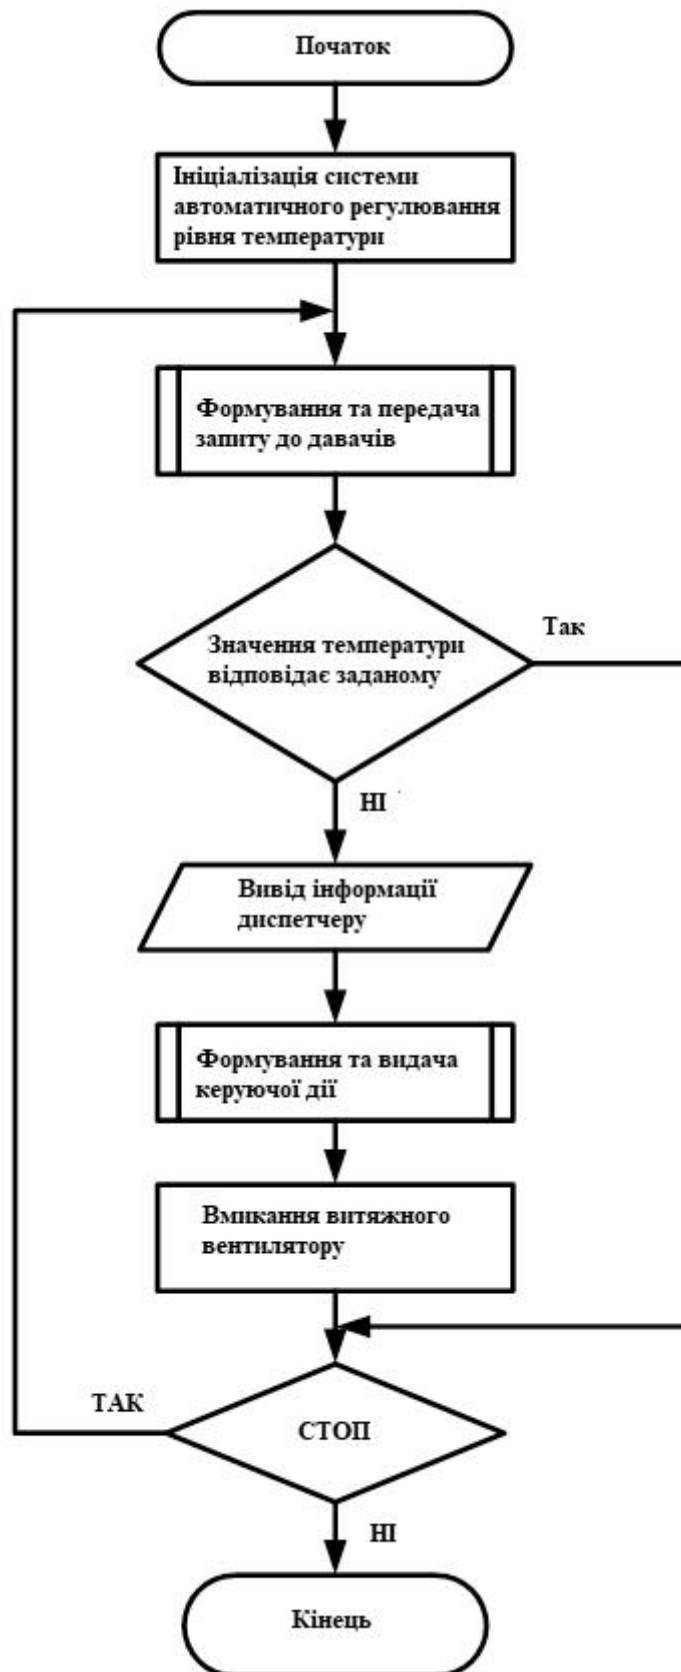 Початок
Ініціалізація системи
автоматичного регулювання
рівня температури
Формування та передача
запиту до давачів
Так
Значення температури
відповідає заданому
НІ
Вивід інформації
диспетчеру
Формування та видача
керуючої дії
Вмикання витяжного
вентилятору
ТАК
СТОП
НІ
Кінець